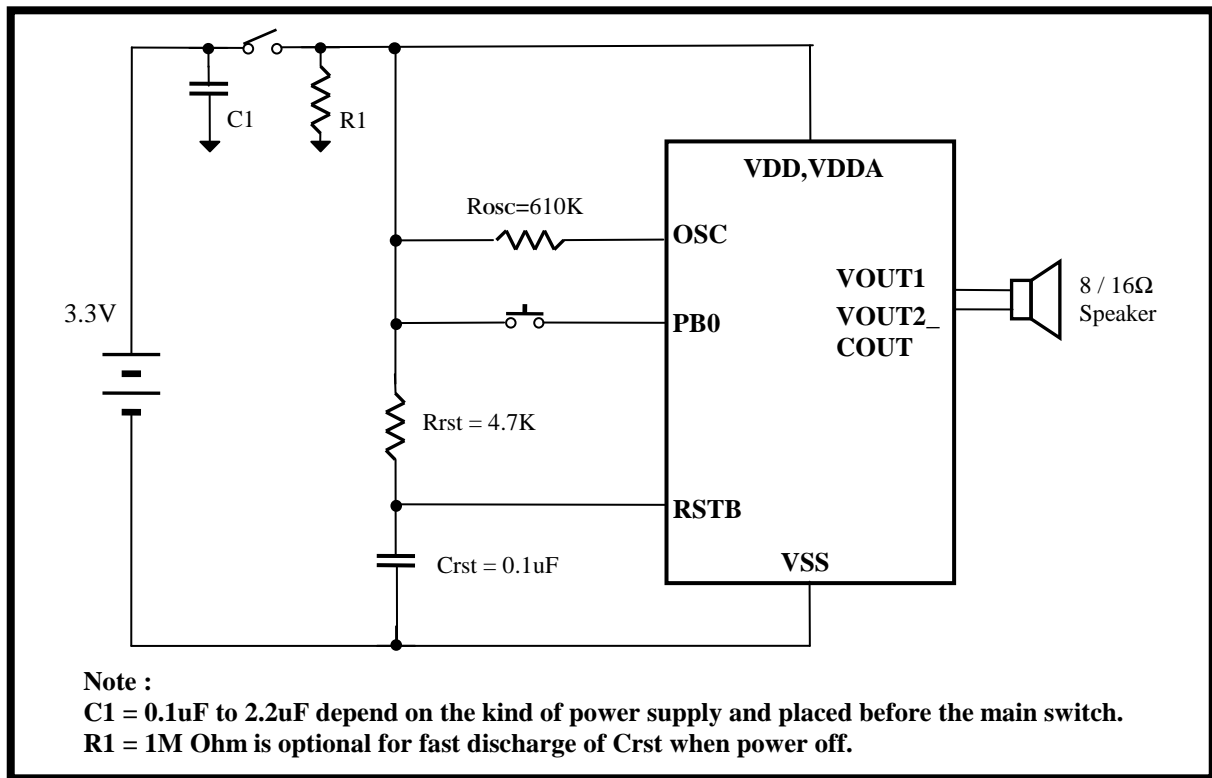 C1
R1
VDD,VDDA
Rosc=610K
OSC
VOUT1
8 / 16Ω
3.3V
PB0
VOUT2_
Speaker
COUT
Rrst = 4.7K
RSTB
Crst = 0.1uF
VSS
Note :
C1 = 0.1uF to 2.2uF depend on the kind of power supply and placed before the main switch.
R1 = 1M Ohm is optional for fast discharge of Crst when power off.